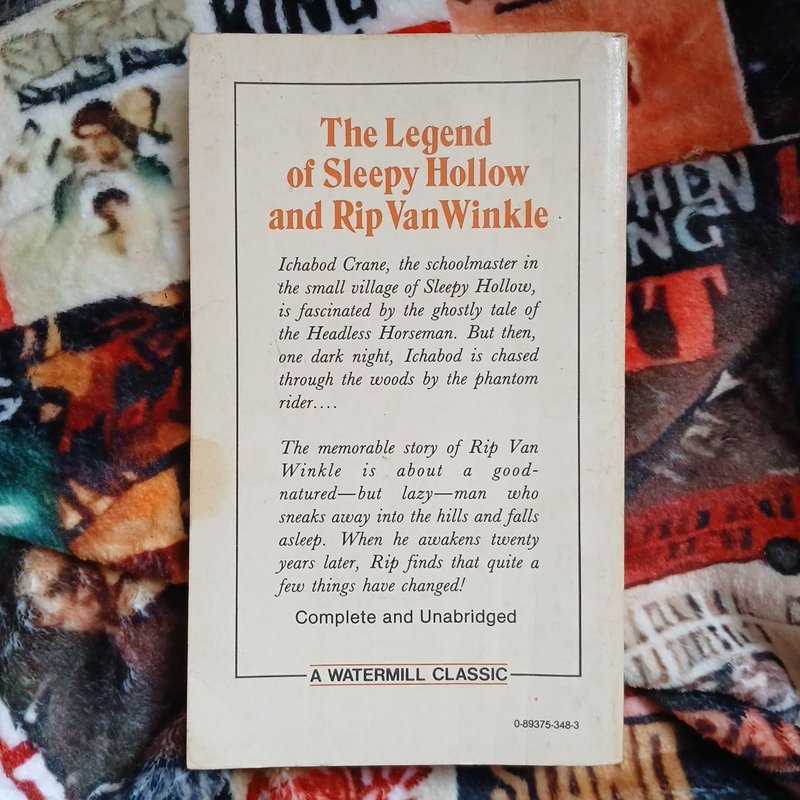 The Legend
of Sleepy Hollow
and Rip Van Winkle
Ichabod Crane, the schoolmaster in
the small village of Sleepy Hollow,
is fascinated by the ghostly tale of
the Headless Horseman. But then,
one dark night, Ichabod is chased
through the woods by the phantom
rider....
The memorable story of Rip Van
Winkle is about a good-
natured—but lazy—man who
sneaks away into the hills and falls
asleep. When he awakens twenty
years later, Rip finds that quite a
few things have changed!
Complete and Unabridged
A WATERMILL CLASSIC
0-89375-348-3
KING